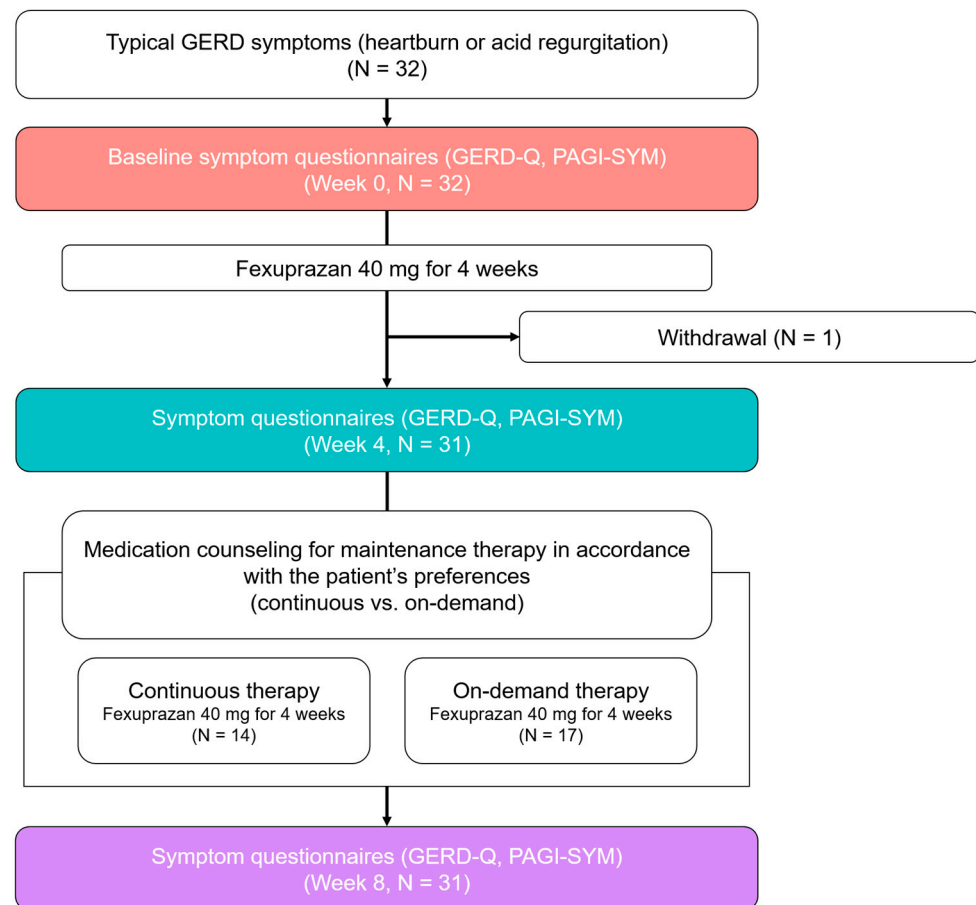 Typical GERD symptoms (heartburn or acid regurgitation)
(N = 32)
Baseline symptom questionnaires (GERD-Q, PAGI-SYM)
(Week 0, N = 32)
Fexuprazan 40 mg for 4 weeks
Withdrawal (N = 1)
Symptom questionnaires (GERD-Q, PAGI-SYM)
(Week 4, N = 31)
Medication counseling for maintenance therapy in accordance
with the patient’s preferences
(continuous vs. on-demand)
Continuous therapy
Fexuprazan 40 mg for 4 weeks
(N = 14)
On-demand therapy
Fexuprazan 40 mg for 4 weeks
(N = 17)
Symptom questionnaires (GERD-Q, PAGI-SYM)
(Week 8, N = 31)